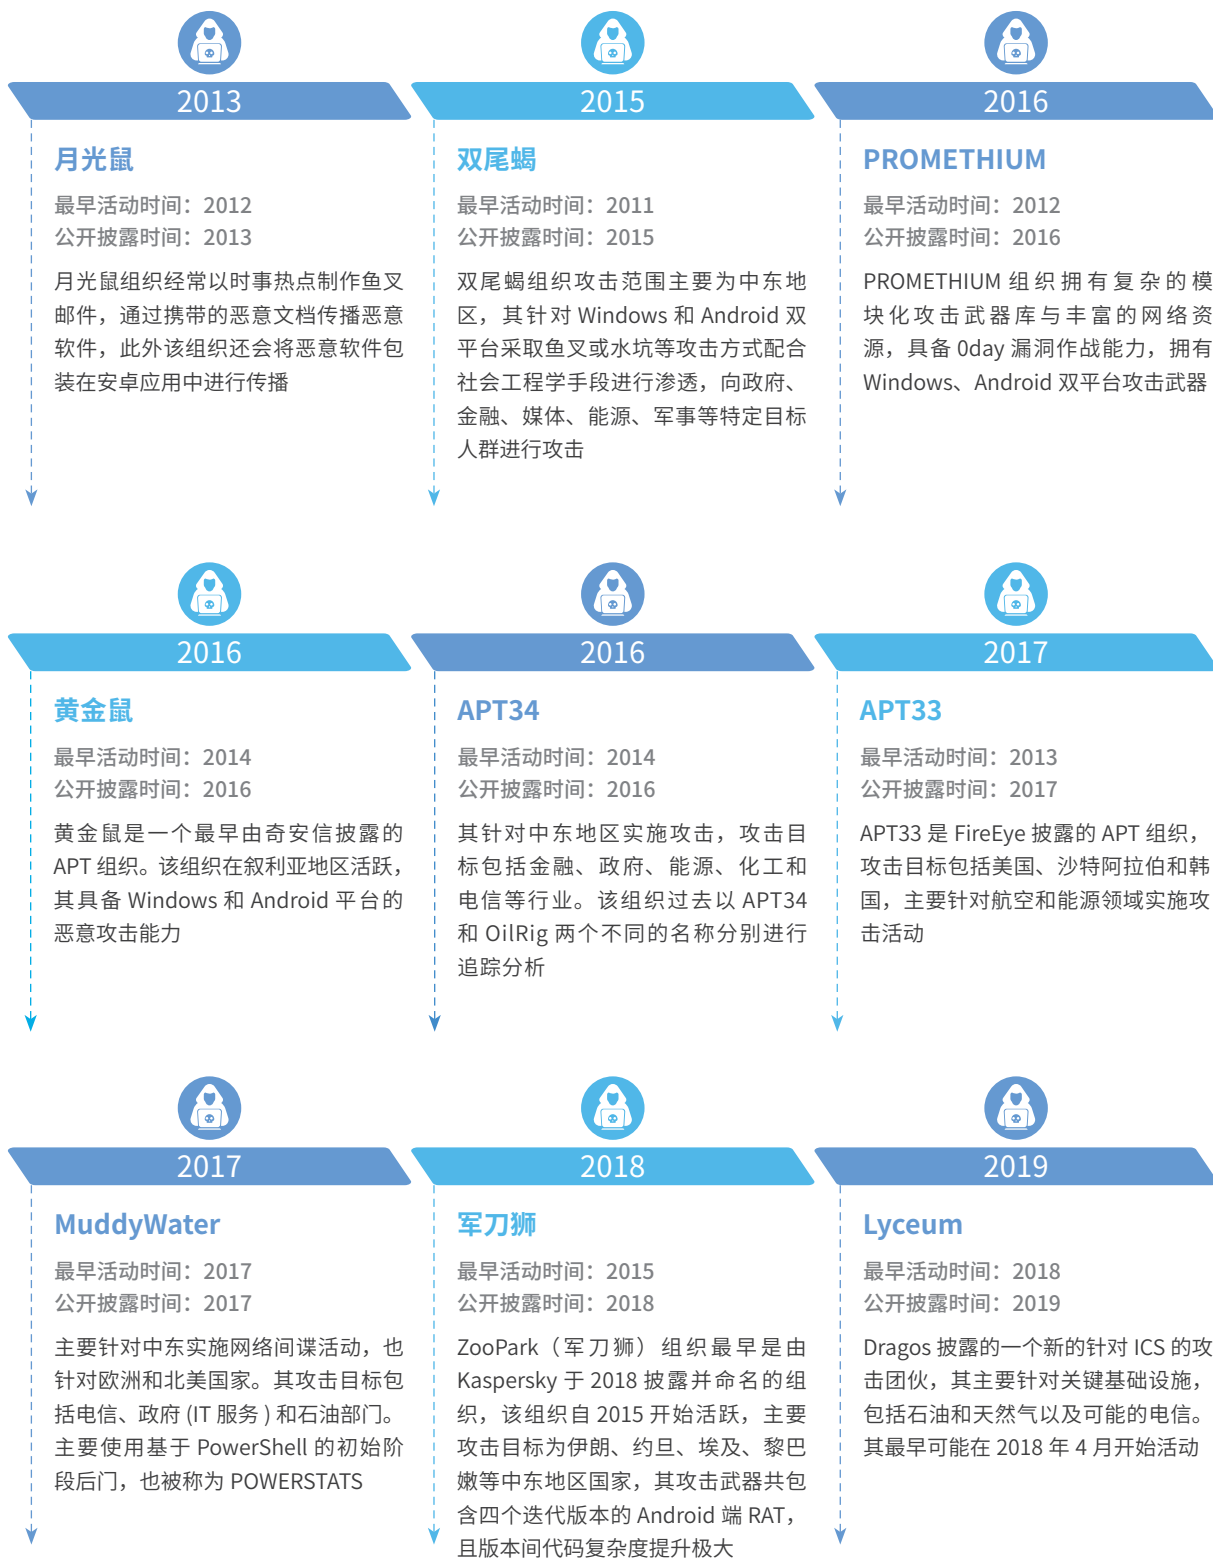 2013
月光鼠
最早活动时间：2012
公开披露时间：2013
月光鼠组织经常以时事热点制作鱼叉
邮件，通过携带的恶意文档传播恶意
软件，此外该组织还会将恶意软件包
装在安卓应用中进行传播
2015
双尾蝎
最早活动时间：2011
公开披露时间：2015
双尾蝎组织攻击范围主要为中东地
区，其针对 Windows 和 Android 双
平台采取鱼叉或水坑等攻击方式配合
社会工程学手段进行渗透，向政府、
金融、媒体、能源、军事等特定目标
人群进行攻击
2016
PROMETHIUM
最早活动时间：2012
公开披露时间：2016
PROMETHIUM 组织拥有复杂的模
块化攻击武器库与丰富的网络资
源，具备 0day 漏洞作战能力，拥有
Windows、Android 双平台攻击武器
2016
黄金鼠
最早活动时间：2014
公开披露时间：2016
黄金鼠是一个最早由奇安信披露的
APT 组织。该组织在叙利亚地区活跃，
其具备 Windows 和 Android 平台的
恶意攻击能力
2016
APT34
最早活动时间：2014
公开披露时间：2016
其针对中东地区实施攻击，攻击目
标包括金融、政府、能源、化工和
电信等行业。该组织过去以 APT34
和 OilRig 两个不同的名称分别进行
追踪分析
2017
APT33
最早活动时间：2013
公开披露时间：2017
APT33 是 FireEye 披露的 APT 组织，
攻击目标包括美国、沙特阿拉伯和韩
国，主要针对航空和能源领域实施攻
击活动
2017
MuddyWater
最早活动时间：2017
公开披露时间：2017
主要针对中东实施网络间谍活动，也
针对欧洲和北美国家。其攻击目标包
括电信、政府 (IT 服务 ) 和石油部门。
主要使用基于 PowerShell 的初始阶
段后门，也被称为 POWERSTATS
2018
军刀狮
最早活动时间：2015
公开披露时间：2018
ZooPark（军刀狮）组织最早是由
Kaspersky 于 2018 披露并命名的组
织，该组织自 2015 开始活跃，主要
攻击目标为伊朗、约旦、埃及、黎巴
嫩等中东地区国家，其攻击武器共包
含四个迭代版本的 Android 端 RAT，
且版本间代码复杂度提升极大
2019
Lyceum
最早活动时间：2018
公开披露时间：2019
Dragos 披露的一个新的针对 ICS 的攻
击团伙，其主要针对关键基础设施，
包括石油和天然气以及可能的电信。
其最早可能在 2018 年 4 月开始活动